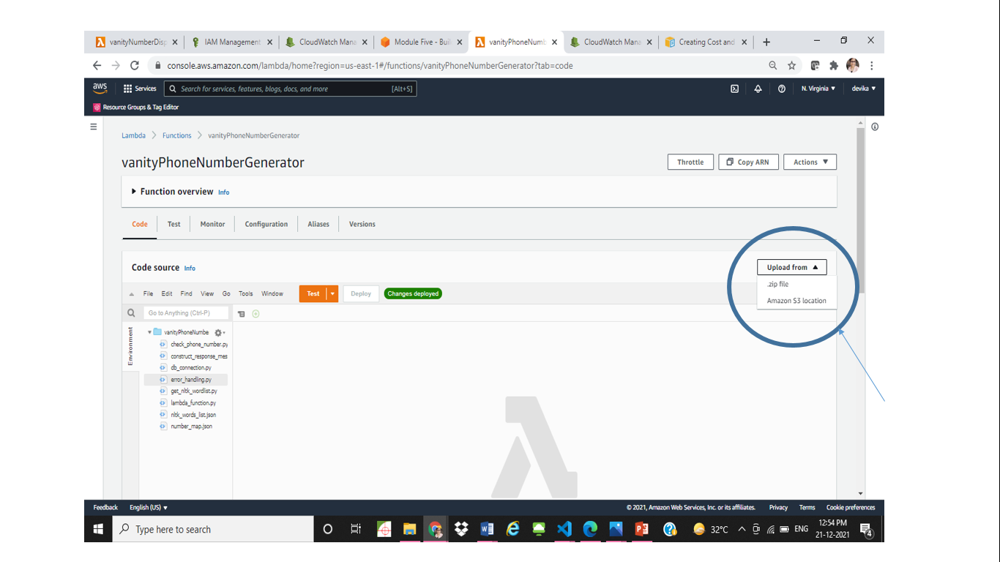 vanityNumberDisp
IAM Management
CloudWatch Mana
Module Five - Buil
vanityPhoneNumb
CloudWatch Mana
Creating Cost and
console.aws.amazon.com/lambda/home?region=us-east-1#/functions/vanityPhoneNumberGenerator?tab=code
aws Services Search for services, features, blogs, docs, and more [Alt+S] N. Virginia ▼ devika ▼
Resource Groups & Tag Editor
Lambda > Functions > vanityPhoneNumberGenerator
vanityPhoneNumberGenerator Throttle Copy ARN Actions ▼
Function overview Info
Code Test Monitor Configuration Aliases Versions
Code source Info Upload from ▲
.zip file
Amazon S3 location
File Edit Find View Go Tools Window Test Deploy Changes deployed
Go to Anything (Ctrl-P)
Environment
vanityPhoneNumbe
check_phone_number.py
construct_response_mes
db_connection.py
error_handling.py
get_nltk_wordlist.py
lambda_function.py
nltk_words_list.json
number_map.json
Feedback English (US) ▼ © 2021, Amazon Web Services, Inc. or its affiliates. Privacy Terms Cookie preferences
Type here to search 32°C ENG 12:54 PM
21-12-2021
4